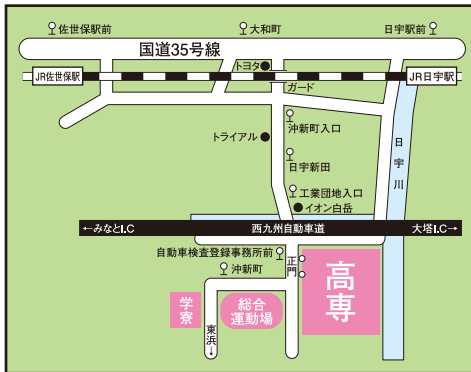 佐世保駅前
大和町
日宇駅前
国道35号線
トヨタ
JR佐世保駅
JR日宇駅
ガード
沖新町入口
トライアル
日宇川
日宇新田
工業団地入口
イオン白岳
←みなとI.C
西九州自動車道
大塔I.C→
自動車検査登録事務所前
正門
高専
沖新町
学寮
総合
運動場
東浜→